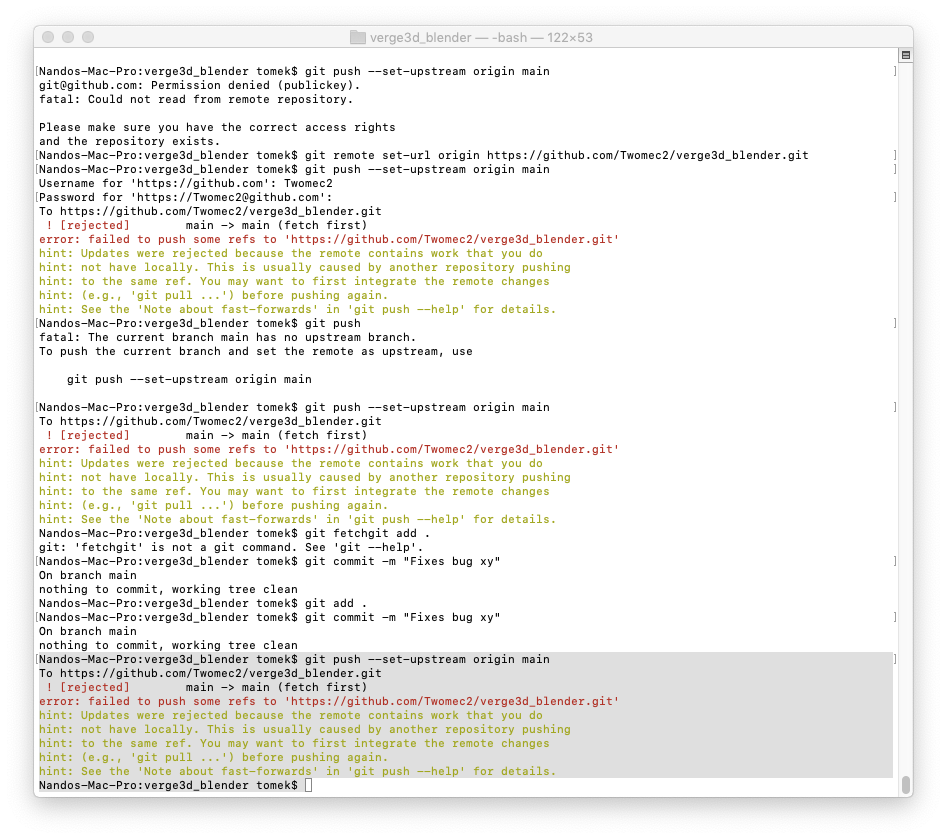 verge3d_blender — -bash — 122×53
[Nandos-Mac-Pro:verge3d_blender tomek$ git push --set-upstream origin main ]
git@github.com: Permission denied (publickey).
fatal: Could not read from remote repository.

Please make sure you have the correct access rights
and the repository exists.
[Nandos-Mac-Pro:verge3d_blender tomek$ git remote set-url origin https://github.com/Twomec2/verge3d_blender.git ]
[Nandos-Mac-Pro:verge3d_blender tomek$ git push --set-upstream origin main ]
Username for 'https://github.com': Twomec2
[Password for 'https://Twomec2@github.com': ]
To https://github.com/Twomec2/verge3d_blender.git
 ! [rejected]        main -> main (fetch first)
error: failed to push some refs to 'https://github.com/Twomec2/verge3d_blender.git'
hint: Updates were rejected because the remote contains work that you do
hint: not have locally. This is usually caused by another repository pushing
hint: to the same ref. You may want to first integrate the remote changes
hint: (e.g., 'git pull ...') before pushing again.
hint: See the 'Note about fast-forwards' in 'git push --help' for details.
[Nandos-Mac-Pro:verge3d_blender tomek$ git push ]
fatal: The current branch main has no upstream branch.
To push the current branch and set the remote as upstream, use

    git push --set-upstream origin main

[Nandos-Mac-Pro:verge3d_blender tomek$ git push --set-upstream origin main ]
To https://github.com/Twomec2/verge3d_blender.git
 ! [rejected]        main -> main (fetch first)
error: failed to push some refs to 'https://github.com/Twomec2/verge3d_blender.git'
hint: Updates were rejected because the remote contains work that you do
hint: not have locally. This is usually caused by another repository pushing
hint: to the same ref. You may want to first integrate the remote changes
hint: (e.g., 'git pull ...') before pushing again.
hint: See the 'Note about fast-forwards' in 'git push --help' for details.
Nandos-Mac-Pro:verge3d_blender tomek$ git fetchgit add .
git: 'fetchgit' is not a git command. See 'git --help'.
[Nandos-Mac-Pro:verge3d_blender tomek$ git commit -m "Fixes bug xy" ]
On branch main
nothing to commit, working tree clean
Nandos-Mac-Pro:verge3d_blender tomek$ git add .
[Nandos-Mac-Pro:verge3d_blender tomek$ git commit -m "Fixes bug xy" ]
On branch main
nothing to commit, working tree clean
[Nandos-Mac-Pro:verge3d_blender tomek$ git push --set-upstream origin main ]
To https://github.com/Twomec2/verge3d_blender.git
 ! [rejected]        main -> main (fetch first)
error: failed to push some refs to 'https://github.com/Twomec2/verge3d_blender.git'
hint: Updates were rejected because the remote contains work that you do
hint: not have locally. This is usually caused by another repository pushing
hint: to the same ref. You may want to first integrate the remote changes
hint: (e.g., 'git pull ...') before pushing again.
hint: See the 'Note about fast-forwards' in 'git push --help' for details.
Nandos-Mac-Pro:verge3d_blender tomek$